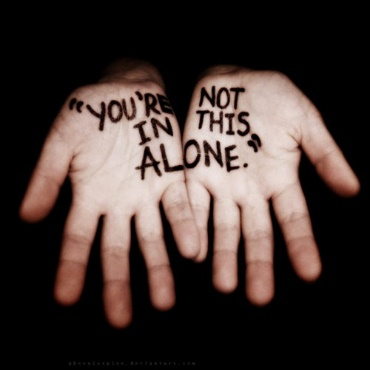 "YOU'RE NOT
IN THIS
ALONE."